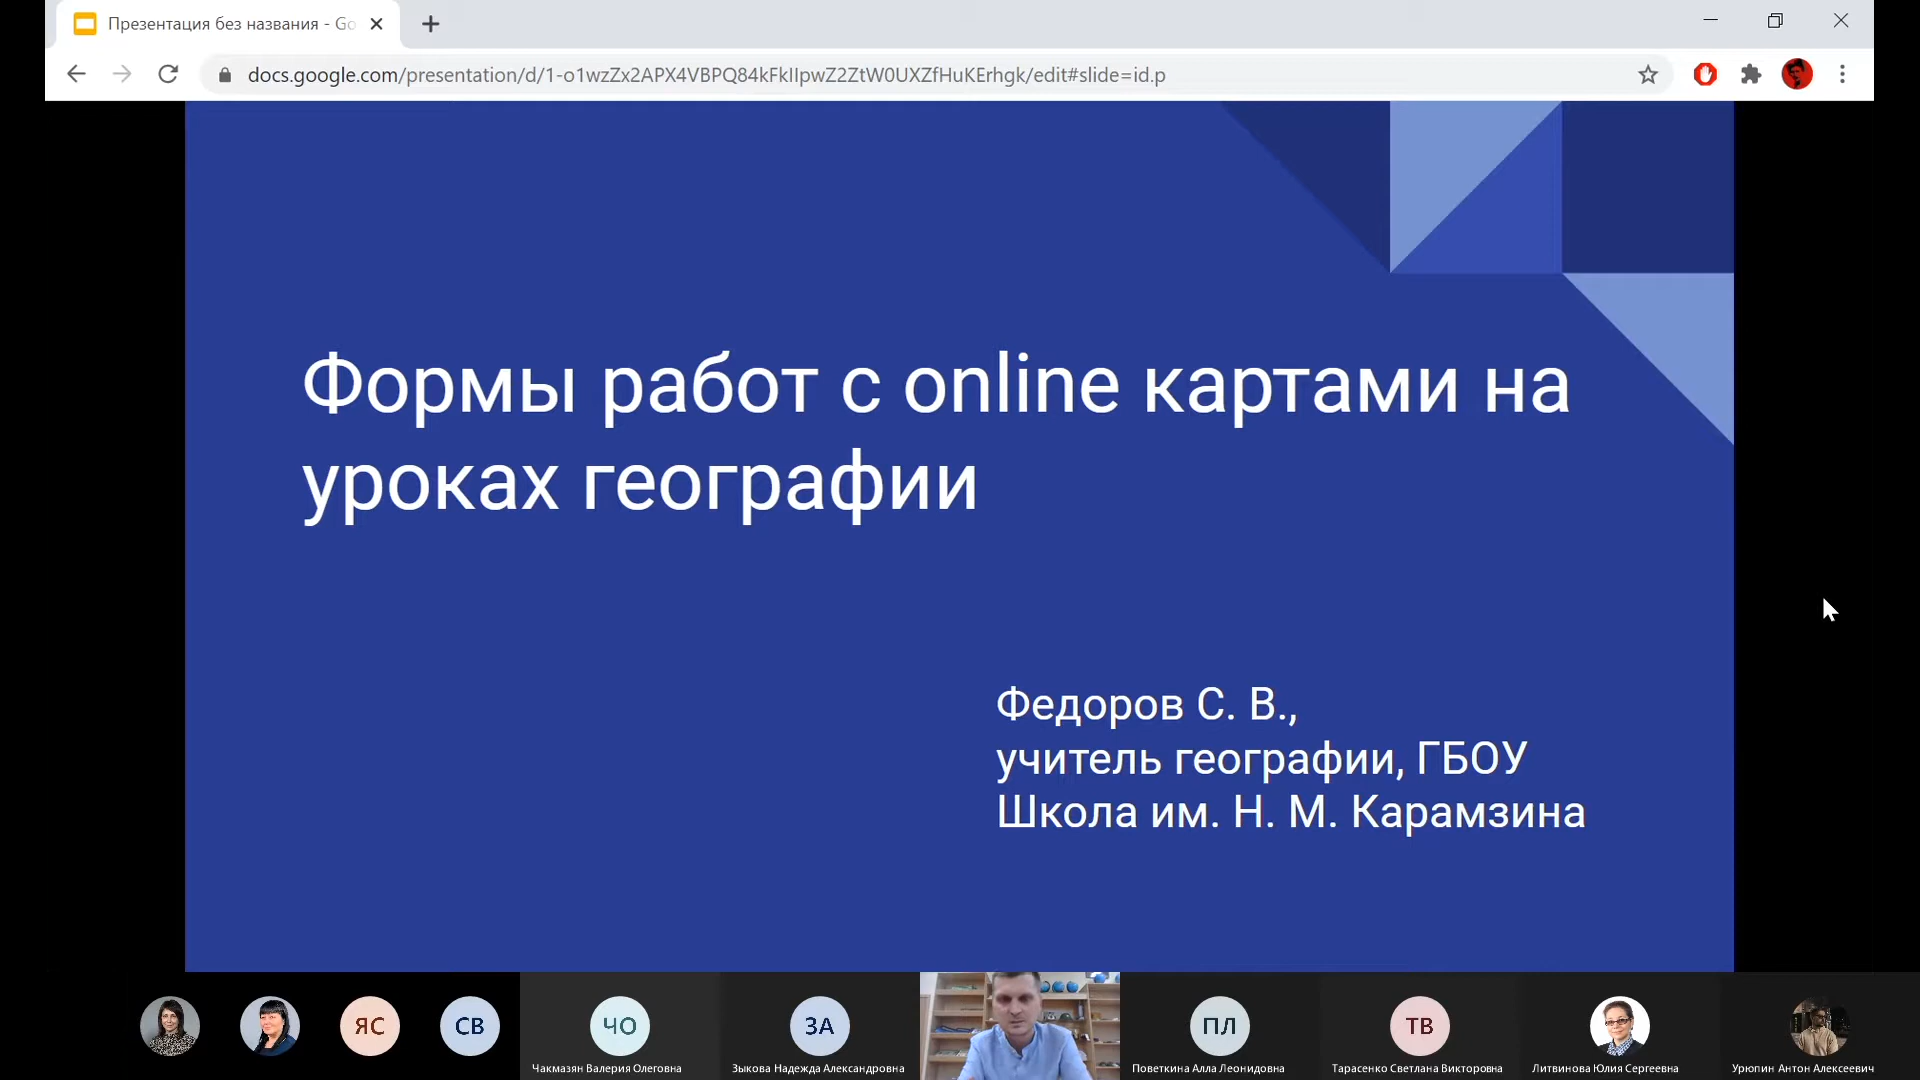 Презентация без названия - Go
docs.google.com/presentation/d/1-o1wzZx2APX4VBPQ84kFkIIpwZ2ZtW0UXZfHuKErhgk/edit#slide=id.p
Формы работ с online картами на
уроках географии
Федоров С. В.,
учитель географии, ГБОУ
Школа им. Н. М. Карамзина
ЯС
СВ
ЧО
ЗА
ПЛ
ТВ
Чакмазян Валерия Олеговна
Зыкова Надежда Александровна
Поветкина Алла Леонидовна
Тарасенко Светлана Викторовна
Литвинова Юлия Сергеевна
Урюпин Антон Алексеевич